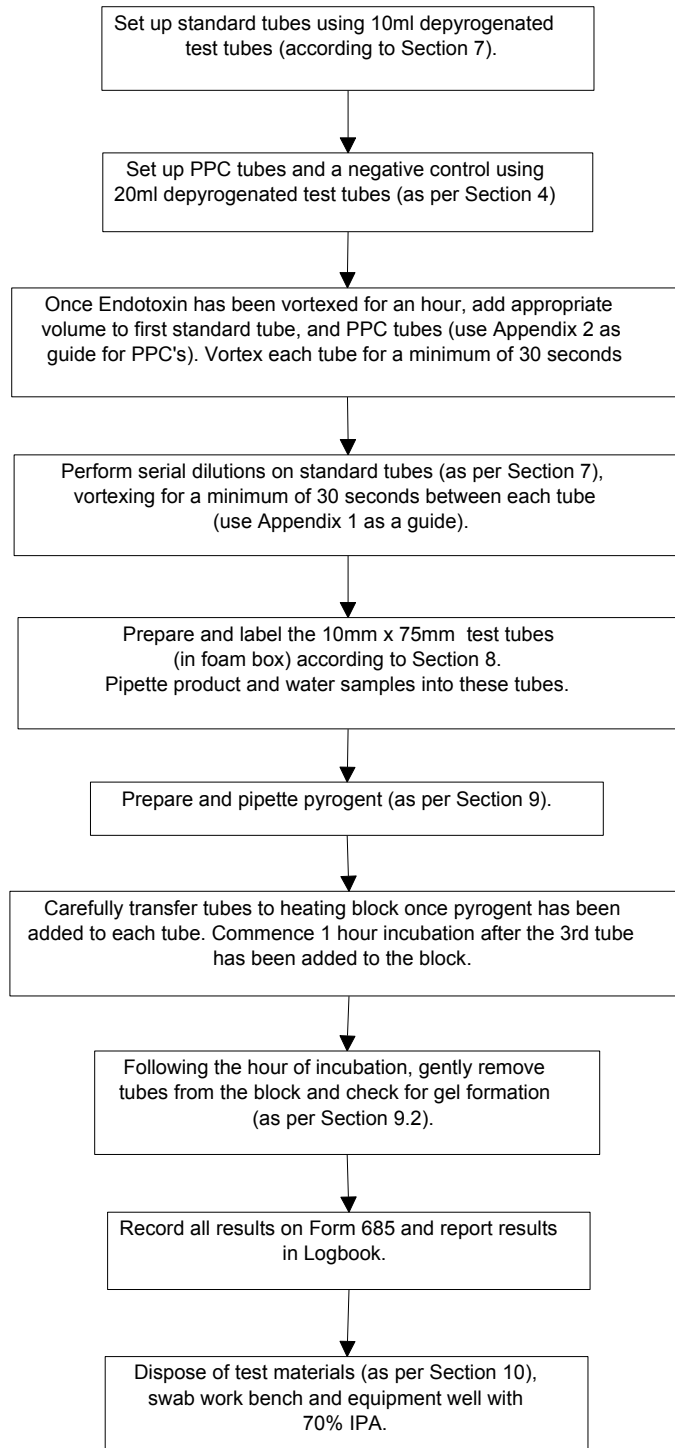 Set up standard tubes using 10ml depyrogenated
test tubes (according to Section 7).
Set up PPC tubes and a negative control using
20ml depyrogenated test tubes (as per Section 4)
Once Endotoxin has been vortexed for an hour, add appropriate
volume to first standard tube, and PPC tubes (use Appendix 2 as
guide for PPC's). Vortex each tube for a minimum of 30 seconds
Perform serial dilutions on standard tubes (as per Section 7),
vortexing for a minimum of 30 seconds between each tube
(use Appendix 1 as a guide).
Prepare and label the 10mm x 75mm test tubes
(in foam box) according to Section 8.
Pipette product and water samples into these tubes.
Prepare and pipette pyrogent (as per Section 9).
Carefully transfer tubes to heating block once pyrogent has been
added to each tube. Commence 1 hour incubation after the 3rd tube
has been added to the block.
Following the hour of incubation, gently remove
tubes from the block and check for gel formation
(as per Section 9.2).
Record all results on Form 685 and report results
in Logbook.
Dispose of test materials (as per Section 10),
swab work bench and equipment well with
70% IPA.